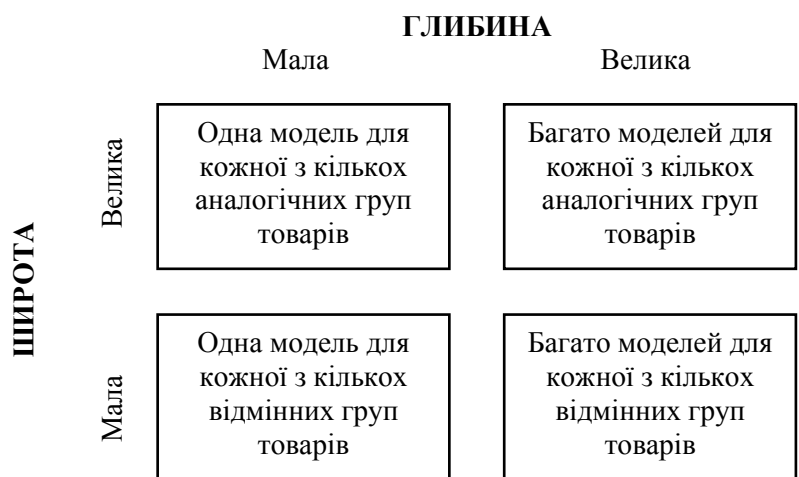 ГЛИБИНА
Мала
Велика
ШИРОТА
Велика
Одна модель для
кожної з кількох
аналогічних груп
товарів
Багато моделей для
кожної з кількох
аналогічних груп
товарів
Мала
Одна модель для
кожної з кількох
відмінних груп
товарів
Багато моделей для
кожної з кількох
відмінних груп
товарів